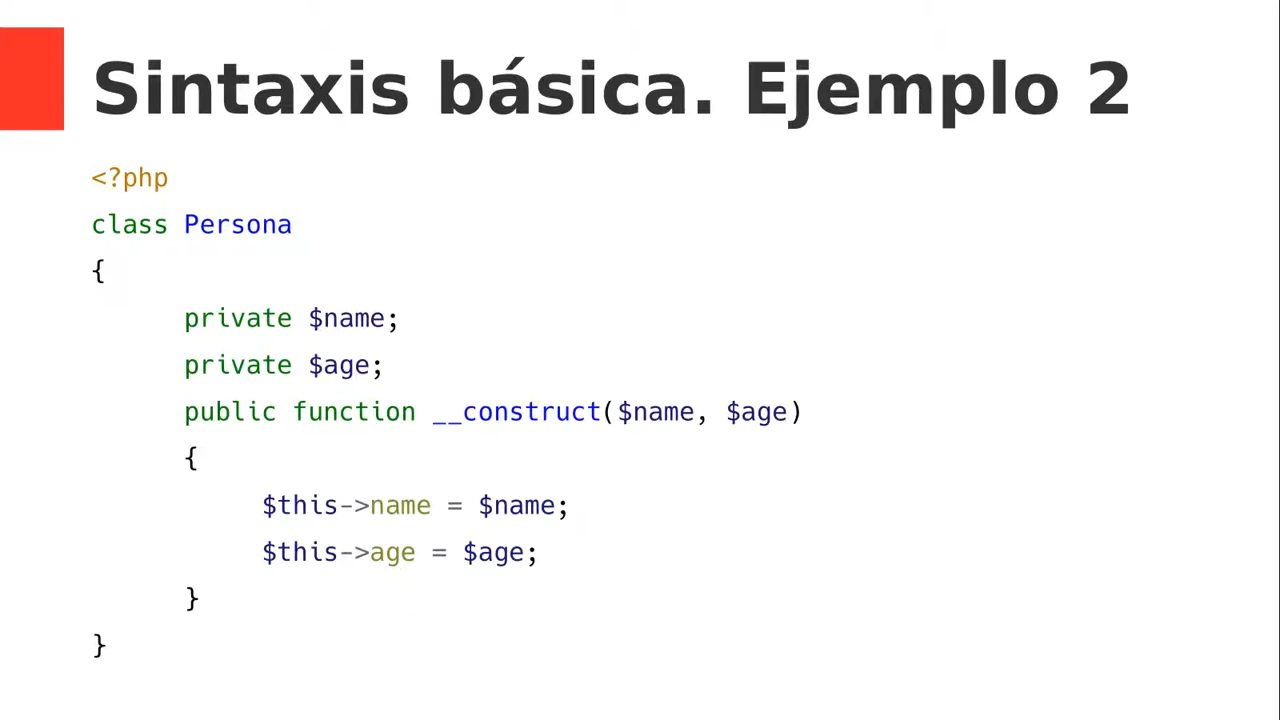 Sintaxis básica. Ejemplo 2
<?php
class Persona
{
private $name;
private $age;
public function __construct($name, $age)
{
$this->name = $name;
$this->age = $age;
}
}